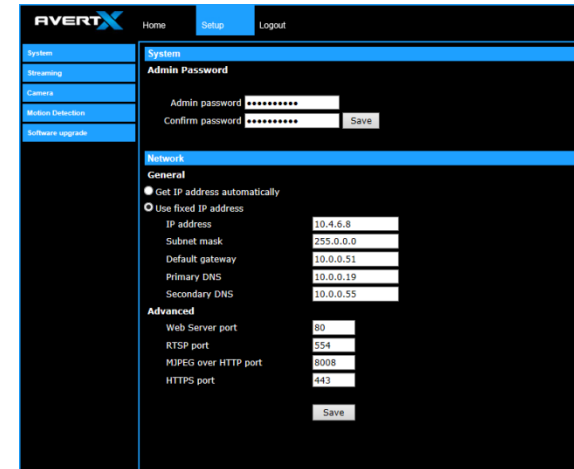 AVERTX Home Setup Logout
System
Streaming
Camera
Motion Detection
Software upgrade
System
Admin Password
Admin password ••••••••••
Confirm password •••••••••• Save
Network
General
Get IP address automatically
Use fixed IP address
IP address 10.4.6.8
Subnet mask 255.0.0.0
Default gateway 10.0.0.51
Primary DNS 10.0.0.19
Secondary DNS 10.0.0.55
Advanced
Web Server port 80
RTSP port 554
MJPEG over HTTP port 8008
HTTPS port 443
Save